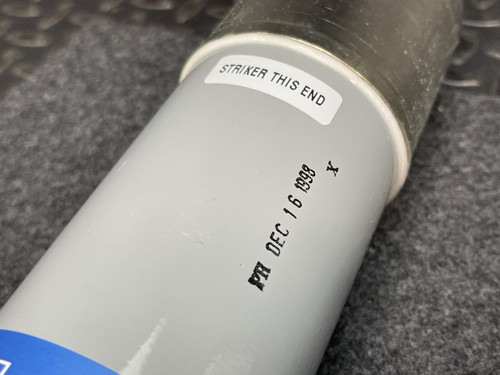 STRIKER THIS END
PH DEC 16 1998 X